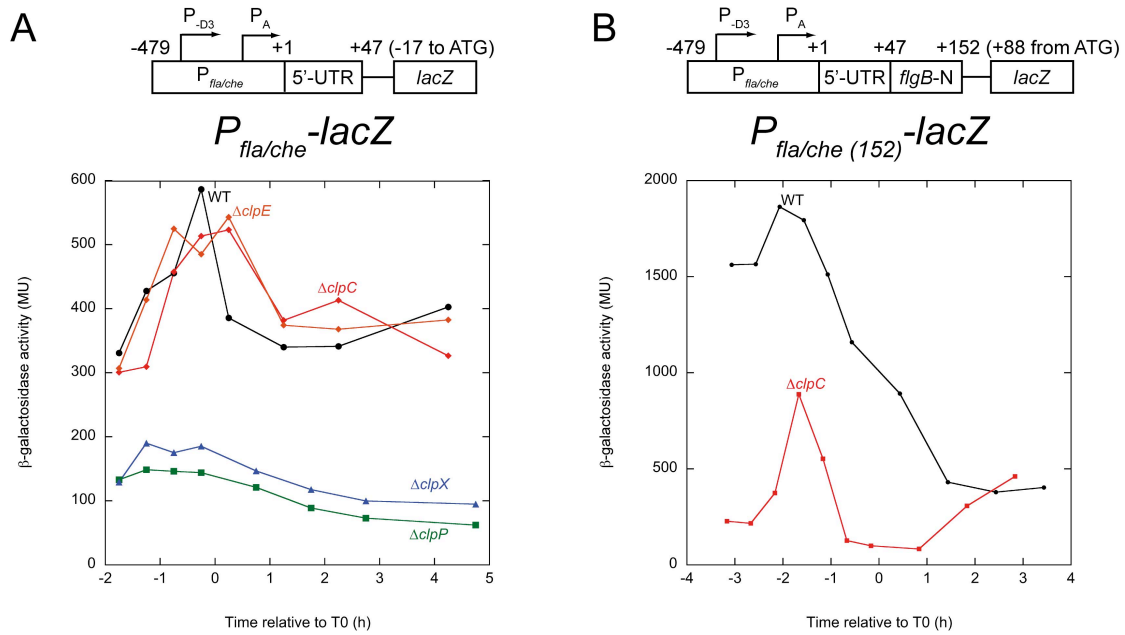 A
P-D3
PA
-479
+1
+47 (-17 to ATG)
Pfla/che
5'-UTR
lacZ
Pfla/che-lacZ
600
500
400
300
200
100
0
β-galactosidase activity (MU)
WT
ΔclpE
ΔclpC
ΔclpX
ΔclpP
-2
-1
0
1
2
3
4
5
Time relative to T0 (h)
B
P-D3
PA
-479
+1
+47
+152 (+88 from ATG)
Pfla/che
5'-UTR
flgB-N
lacZ
Pfla/che (152)-lacZ
2000
1500
1000
500
0
β-galactosidase activity (MU)
WT
ΔclpC
-4
-3
-2
-1
0
1
2
3
4
Time relative to T0 (h)